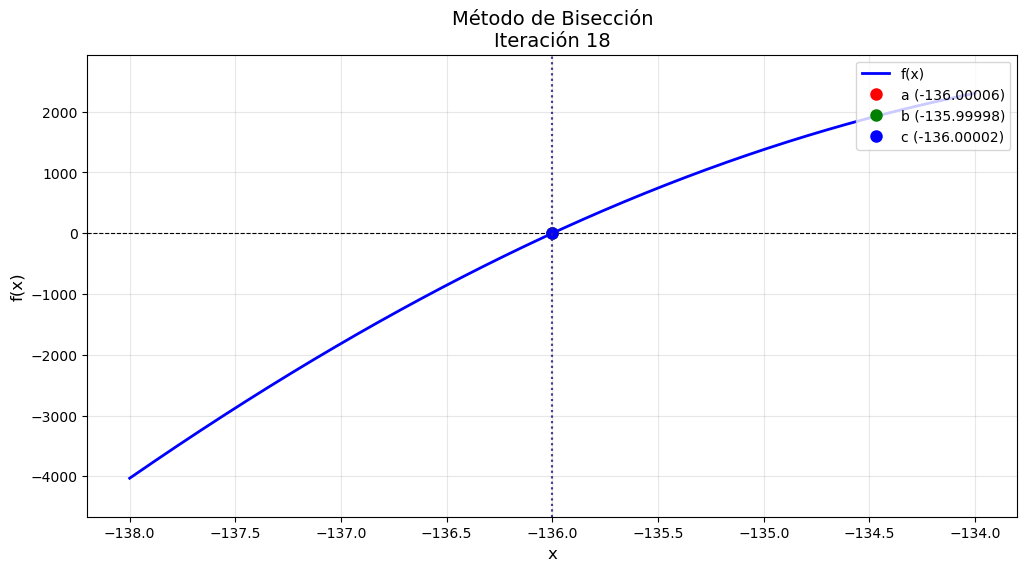 Método de Bisección
Iteración 18
f(x)
a (-136.00006)
b (-135.99998)
c (-136.00002)
2000
1000
0
−1000
−2000
−3000
−4000
f(x)
−138.0 −137.5 −137.0 −136.5 −136.0 −135.5 −135.0 −134.5 −134.0
x